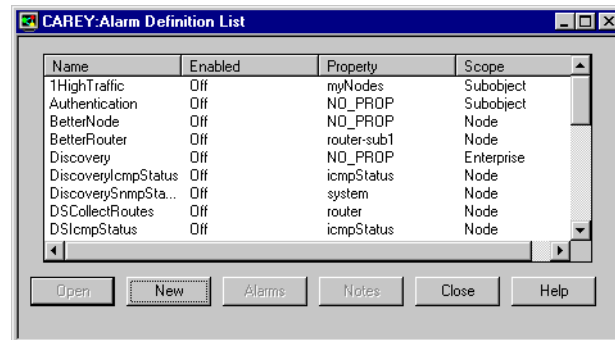 CAREY:Alarm Definition List
Name Enabled Property Scope
1HighTraffic Off myNodes Subobject
Authentication Off NO_PROP Subobject
BetterNode Off NO_PROP Node
BetterRouter Off router-sub1 Node
Discovery Off NO_PROP Enterprise
DiscoveryIcmpStatus Off icmpStatus Node
DiscoverySnmpSta... Off system Node
DSCollectRoutes Off router Node
DSIcmpStatus Off icmpStatus Node
Open New Alarms Notes Close Help